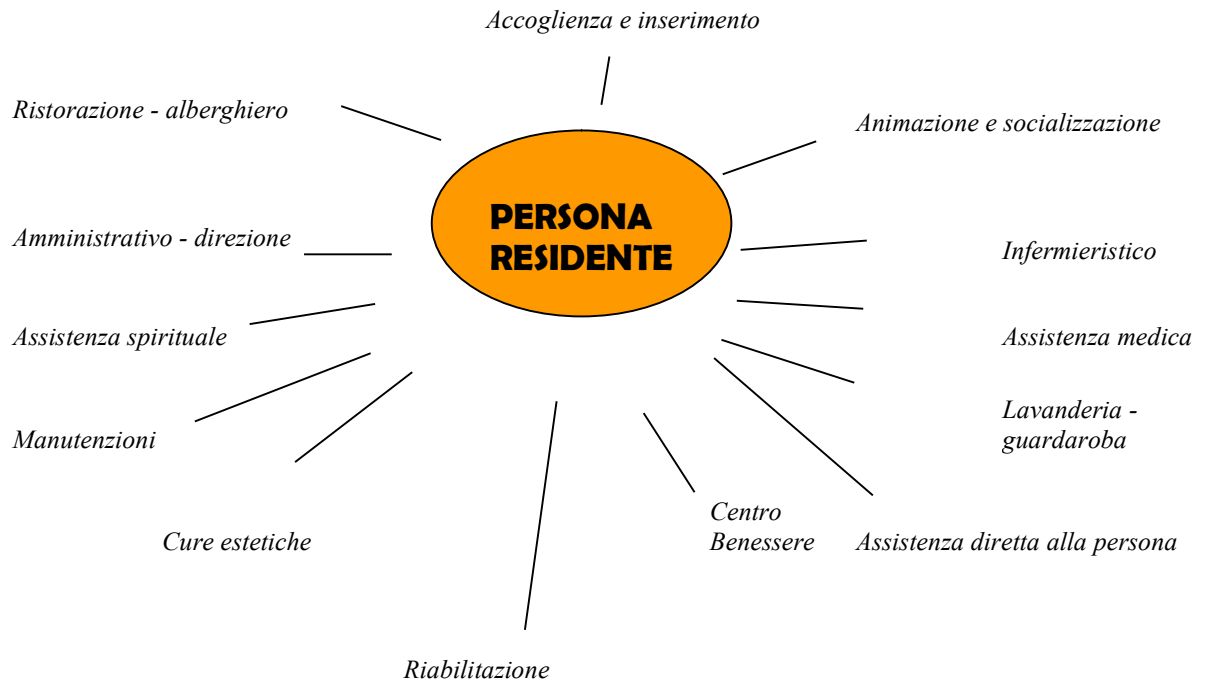 Accoglienza e inserimento
Ristorazione - alberghiero
Animazione e socializzazione
PERSONA
RESIDENTE
Amministrativo - direzione
Infermieristico
Assistenza spirituale
Assistenza medica
Lavanderia -
guardaroba
Manutenzioni
Centro
Benessere
Cure estetiche
Assistenza diretta alla persona
Riabilitazione